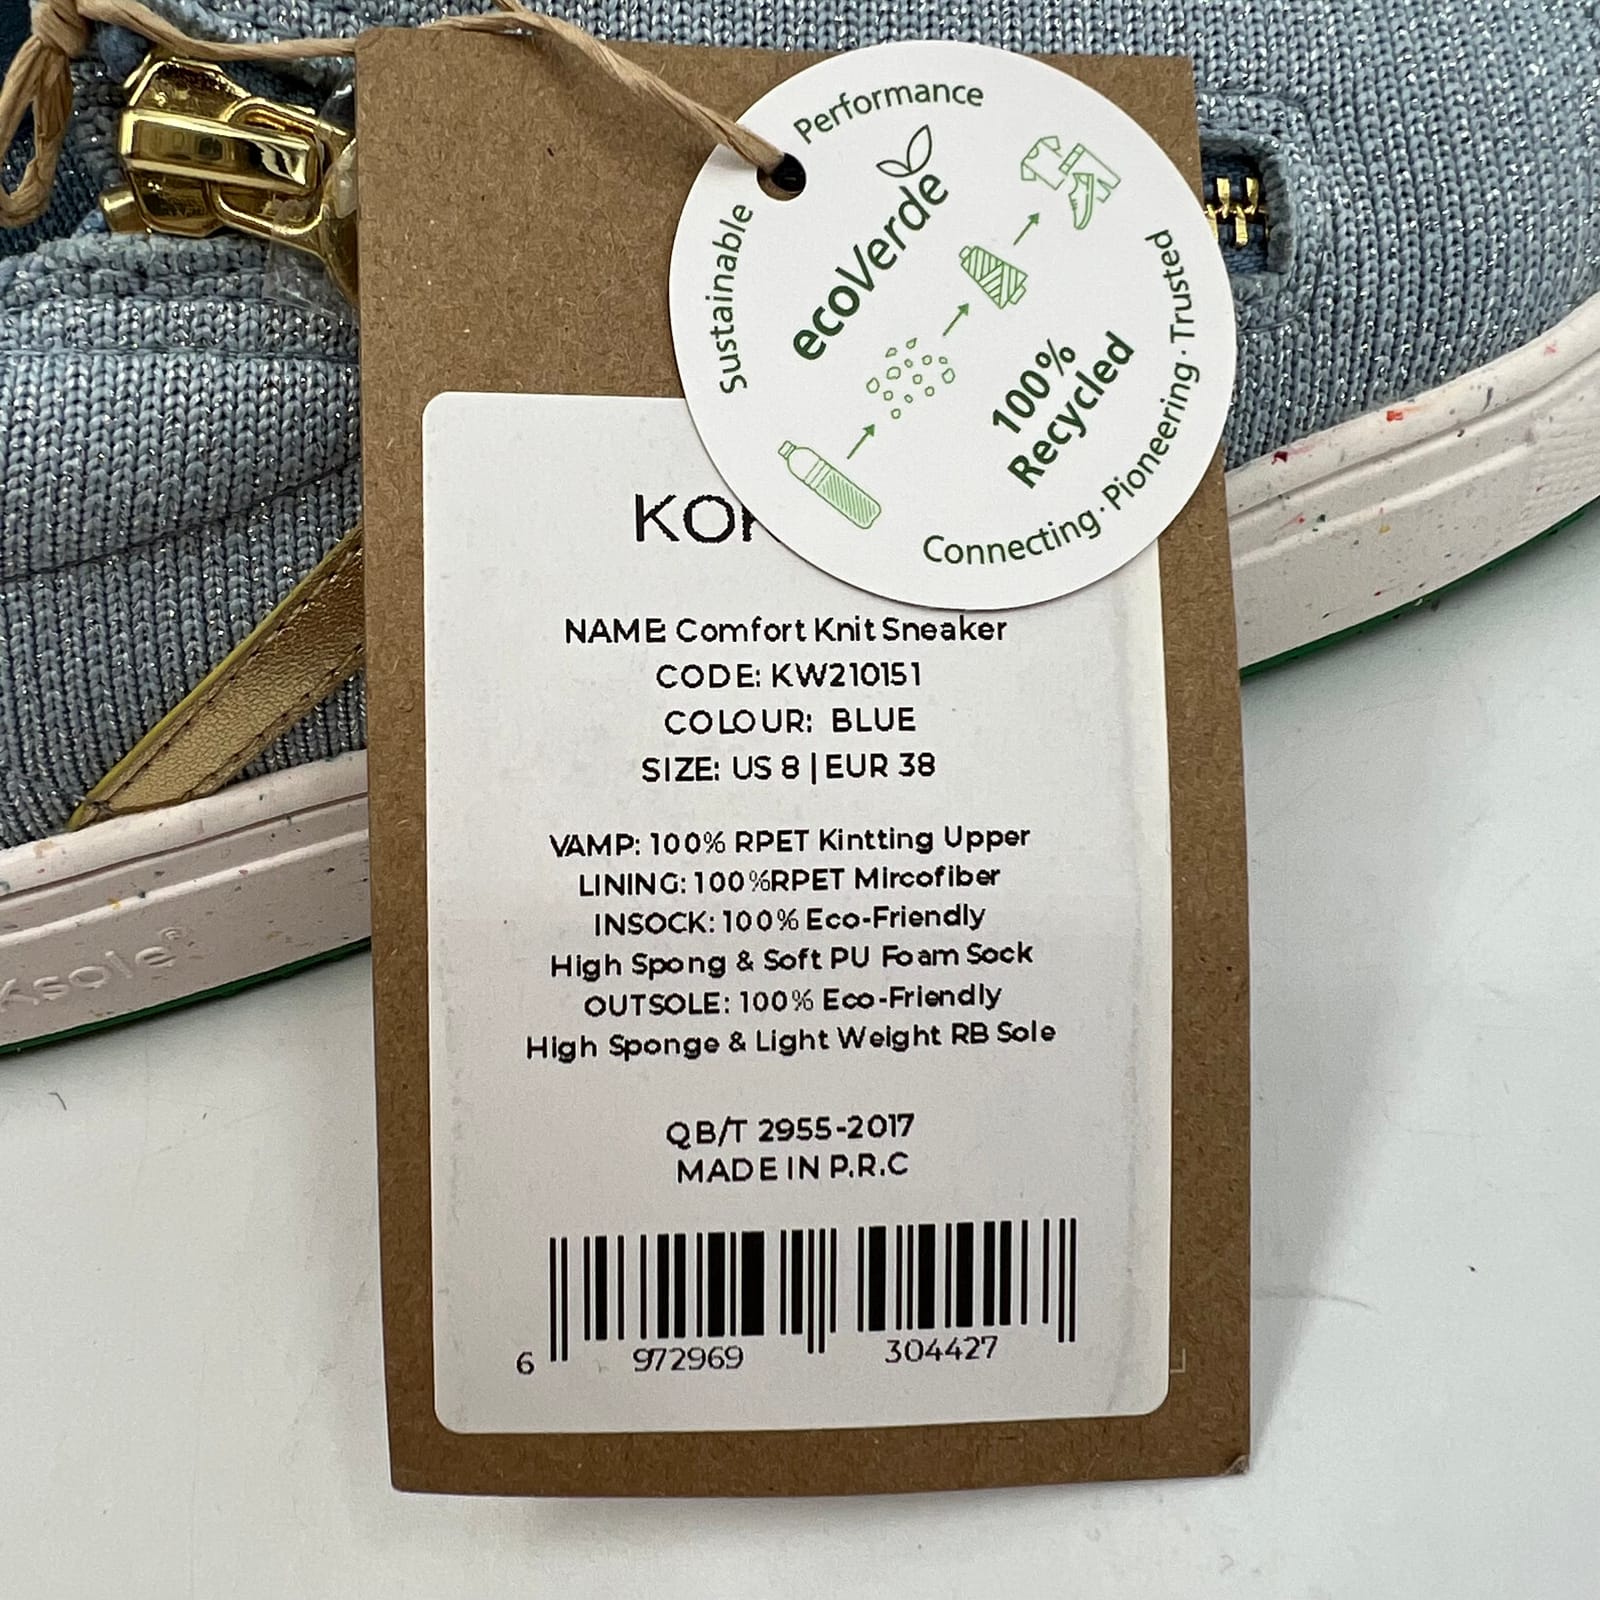 Performance
Sustainable
ecoVerde
100%
Recycled
Connecting · Pioneering · Trusted
NAME: Comfort Knit Sneaker
CODE: KW210151
COLOUR: BLUE
SIZE: US 8 | EUR 38
VAMP: 100% RPET Kintting Upper
LINING: 100%RPET Mircofiber
INSOCK: 100% Eco-Friendly
High Spong & Soft PU Foam Sock
OUTSOLE: 100% Eco-Friendly
High Sponge & Light Weight RB Sole
QB/T 2955-2017
MADE IN P.R.C
6 972969 304427